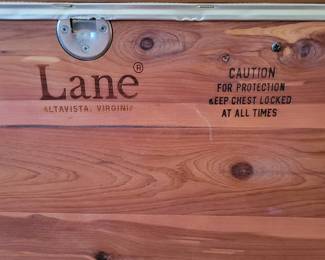 Lane®
ALTAVISTA, VIRGINIA
CAUTION
FOR PROTECTION
KEEP CHEST LOCKED
AT ALL TIMES